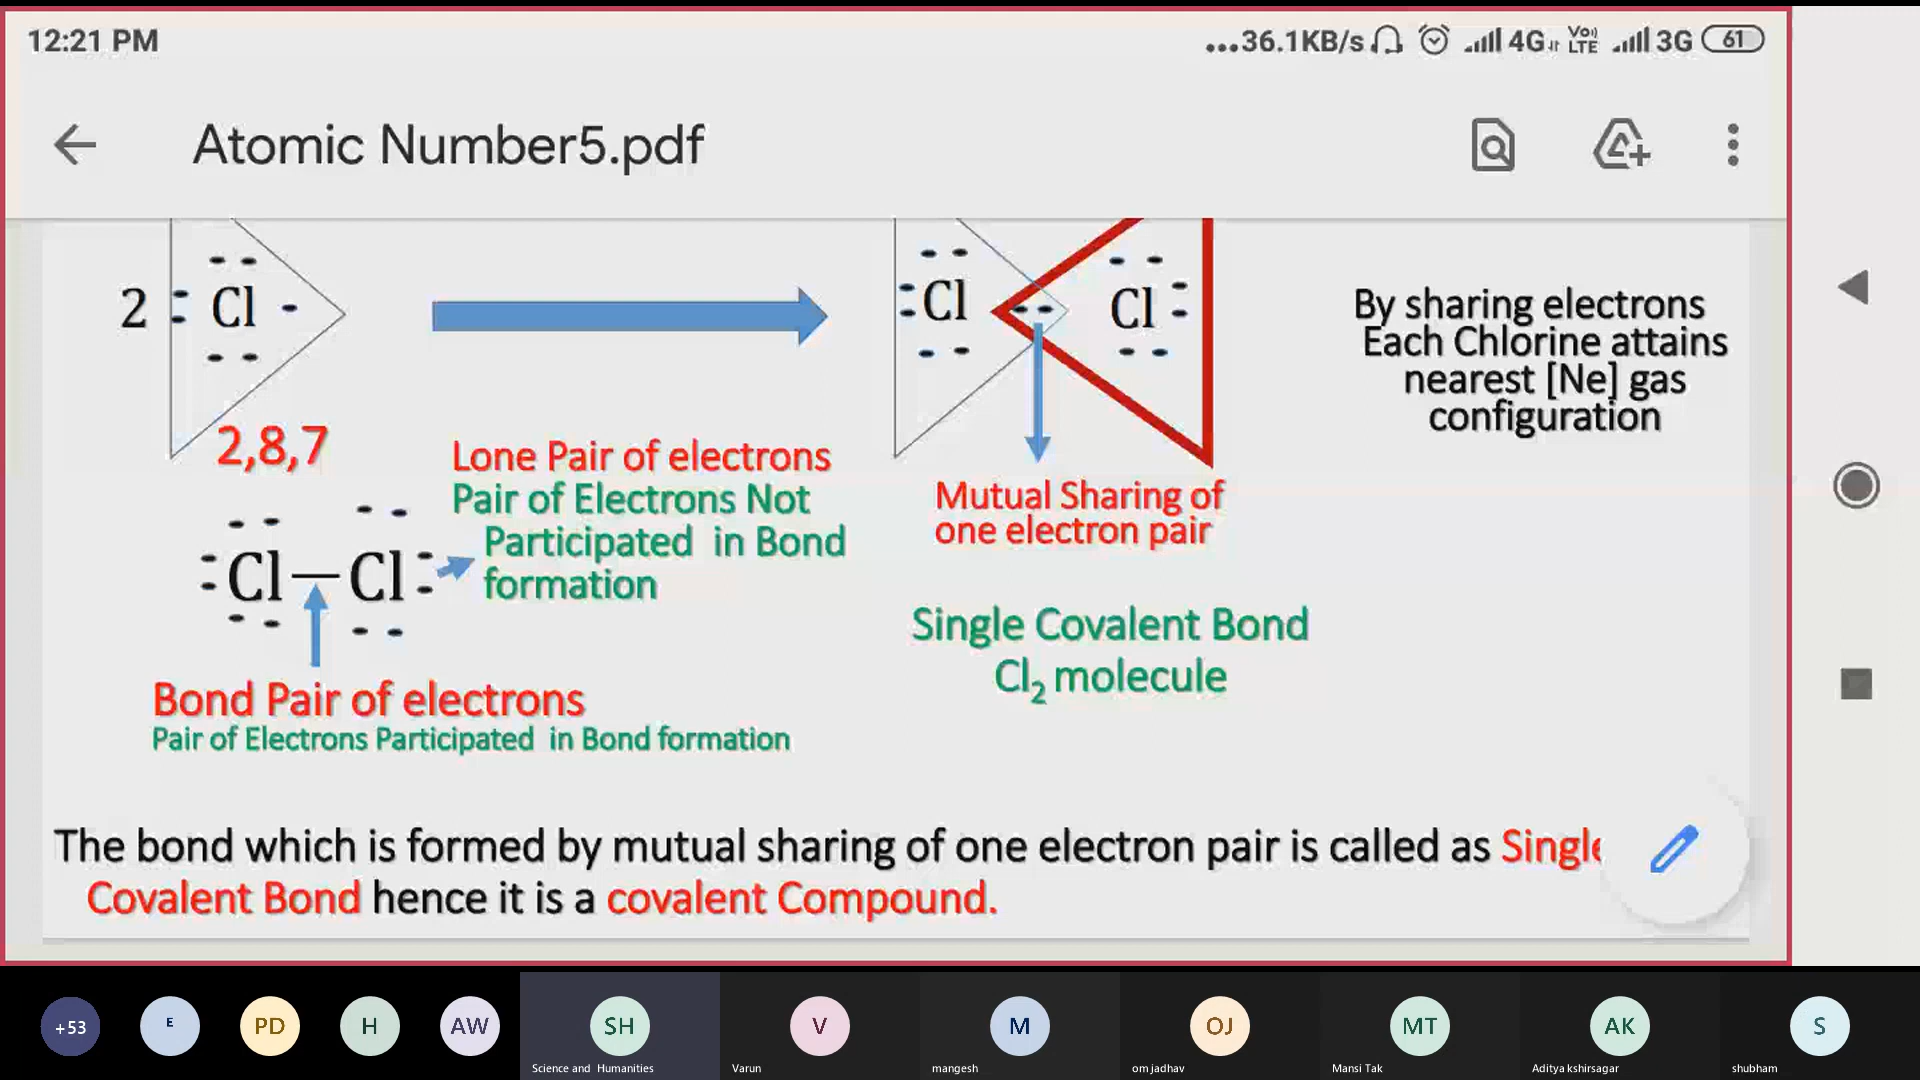 12:21 PM
...36.1KB/s 4G Vo) LTE 3G 61
Atomic Number5.pdf
2 Cl
Cl Cl
By sharing electrons
Each Chlorine attains
nearest [Ne] gas
configuration
2,8,7
Lone Pair of electrons
Pair of Electrons Not
Participated in Bond
formation
Cl — Cl
Mutual Sharing of
one electron pair
Single Covalent Bond
Cl₂ molecule
Bond Pair of electrons
Pair of Electrons Participated in Bond formation
The bond which is formed by mutual sharing of one electron pair is called as Single
Covalent Bond hence it is a covalent Compound.
+53 E PD H AW SH V M OJ MT AK S
Science and Humanities Varun mangesh om jadhav Mansi Tak Aditya kshirsagar shubham